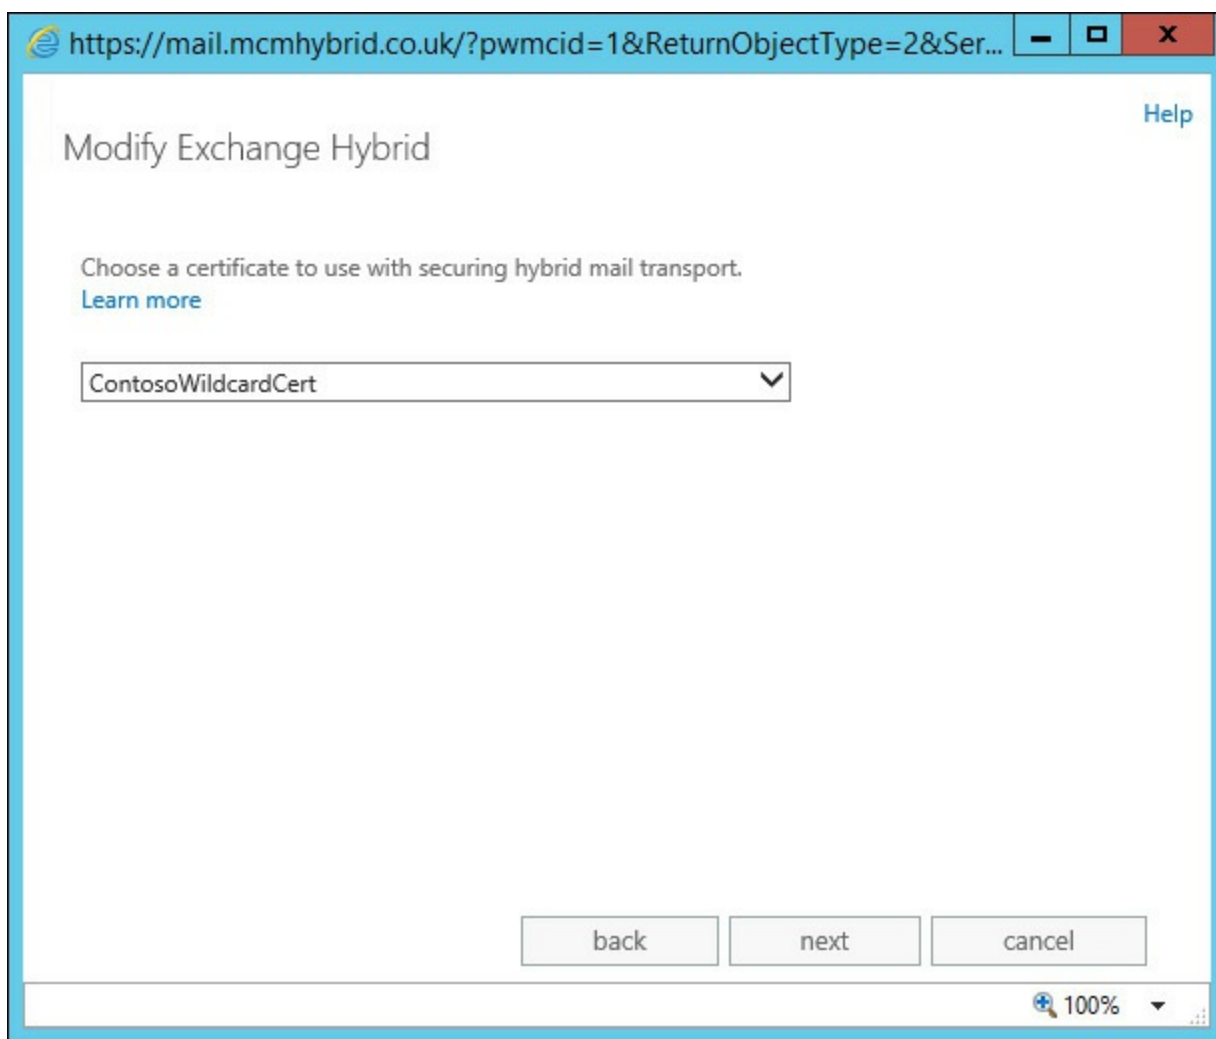 https://mail.mcmhybrid.co.uk/?pwmcid=1&ReturnObjectType=2&Ser...
Help
Modify Exchange Hybrid
Choose a certificate to use with securing hybrid mail transport.
Learn more
ContosoWildcardCert
back next cancel
100%